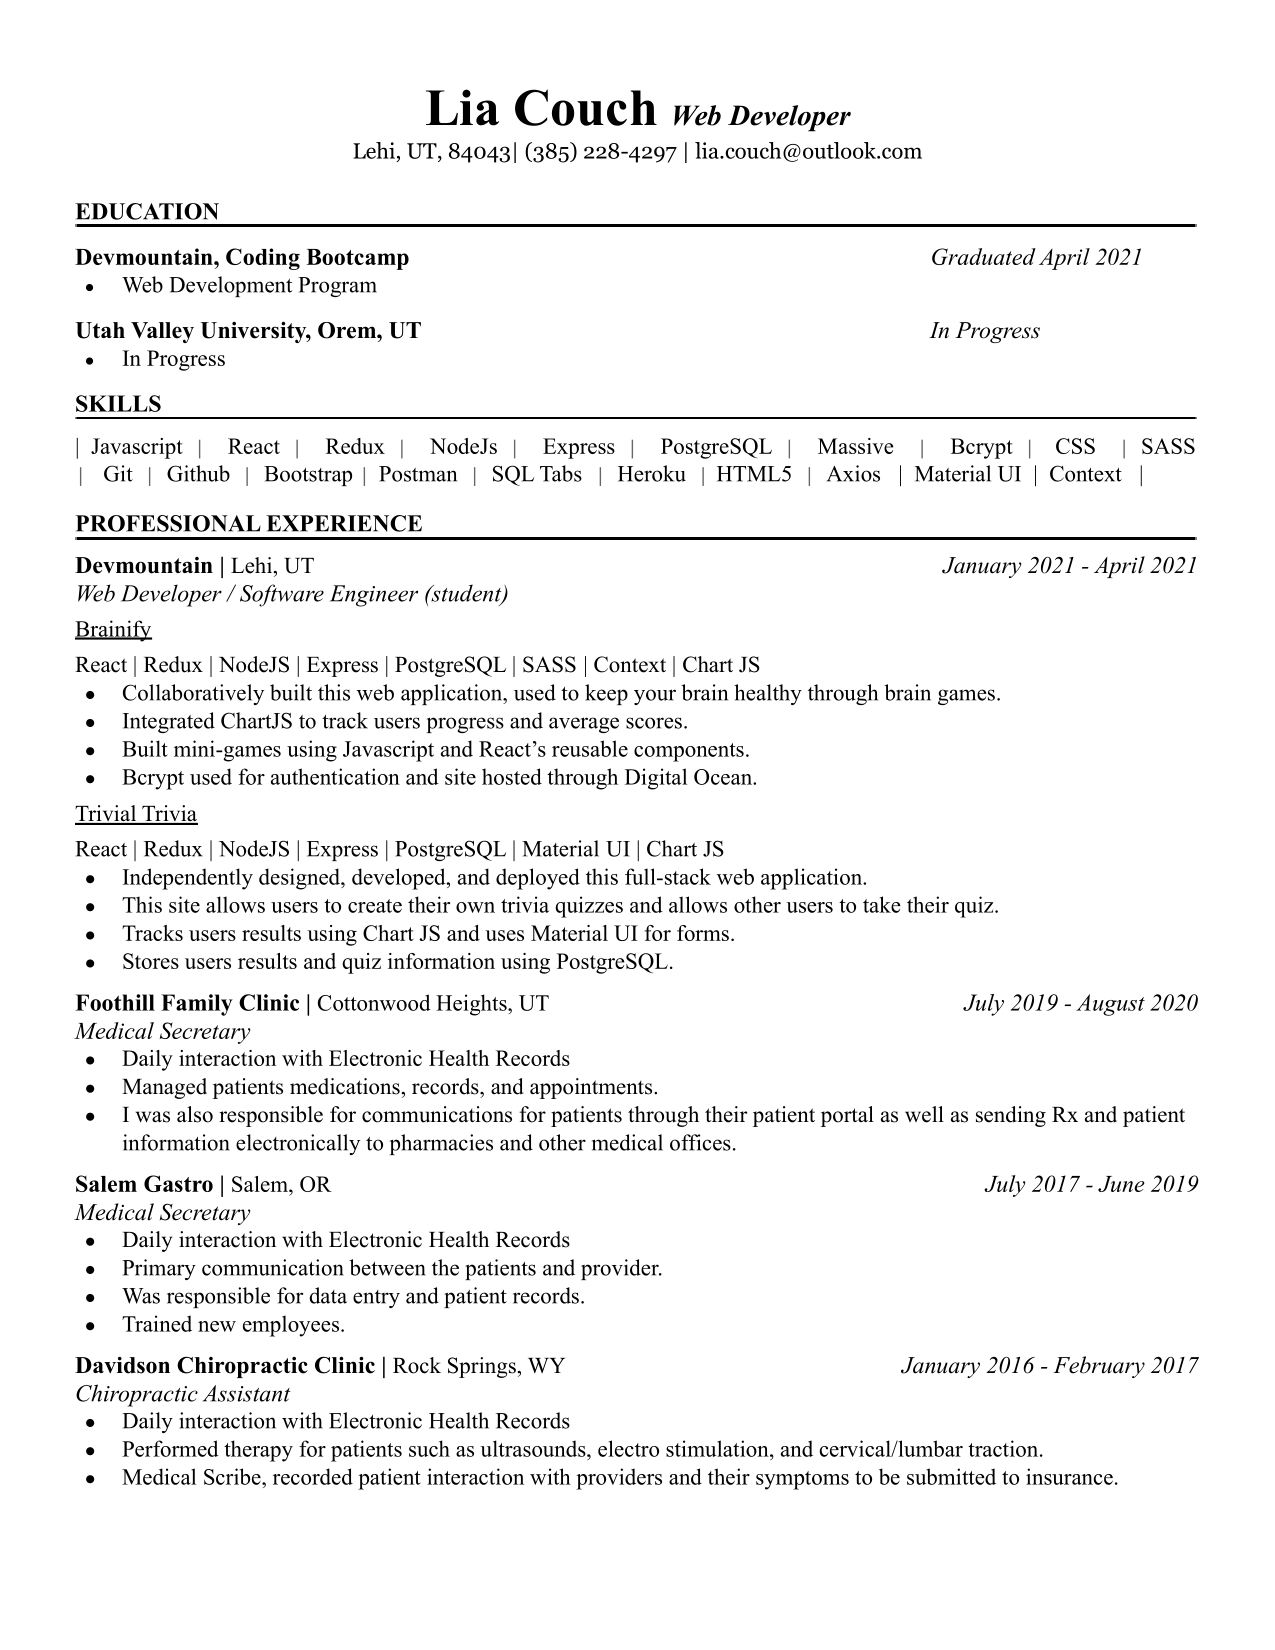 Lia Couch Web Developer
Lehi, UT, 84043| (385) 228-4297 | lia.couch@outlook.com
EDUCATION
Devmountain, Coding Bootcamp Graduated April 2021
● Web Development Program
Utah Valley University, Orem, UT In Progress
● In Progress
SKILLS
| Javascript | React | Redux | NodeJs | Express | PostgreSQL | Massive | Bcrypt | CSS | SASS
| Git | Github | Bootstrap | Postman | SQL Tabs | Heroku | HTML5 | Axios | Material UI | Context |
PROFESSIONAL EXPERIENCE
Devmountain | Lehi, UT January 2021 - April 2021
Web Developer / Software Engineer (student)
Brainify
React | Redux | NodeJS | Express | PostgreSQL | SASS | Context | Chart JS
● Collaboratively built this web application, used to keep your brain healthy through brain games.
● Integrated ChartJS to track users progress and average scores.
● Built mini-games using Javascript and React’s reusable components.
● Bcrypt used for authentication and site hosted through Digital Ocean.
Trivial Trivia
React | Redux | NodeJS | Express | PostgreSQL | Material UI | Chart JS
● Independently designed, developed, and deployed this full-stack web application.
● This site allows users to create their own trivia quizzes and allows other users to take their quiz.
● Tracks users results using Chart JS and uses Material UI for forms.
● Stores users results and quiz information using PostgreSQL.
Foothill Family Clinic | Cottonwood Heights, UT July 2019 - August 2020
Medical Secretary
● Daily interaction with Electronic Health Records
● Managed patients medications, records, and appointments.
● I was also responsible for communications for patients through their patient portal as well as sending Rx and patient
information electronically to pharmacies and other medical offices.
Salem Gastro | Salem, OR July 2017 - June 2019
Medical Secretary
● Daily interaction with Electronic Health Records
● Primary communication between the patients and provider.
● Was responsible for data entry and patient records.
● Trained new employees.
Davidson Chiropractic Clinic | Rock Springs, WY January 2016 - February 2017
Chiropractic Assistant
● Daily interaction with Electronic Health Records
● Performed therapy for patients such as ultrasounds, electro stimulation, and cervical/lumbar traction.
● Medical Scribe, recorded patient interaction with providers and their symptoms to be submitted to insurance.